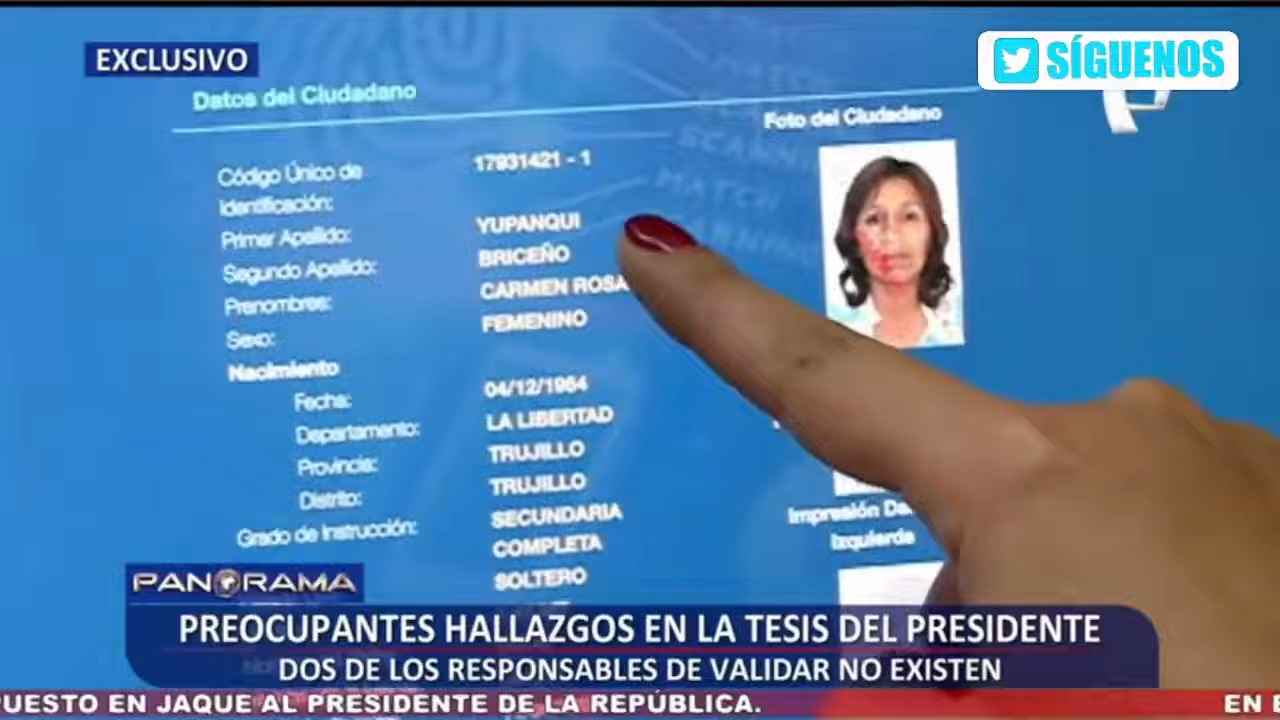 EXCLUSIVO
SÍGUENOS
Datos del Ciudadano
Foto del Ciudadano
Código Único de
Identificación:
17931421 - 1
Primer Apellido:
YUPANQUI
Segundo Apellido:
BRICEÑO
Prenombres:
CARMEN ROSA
Sexo:
FEMENINO
Nacimiento
Fecha:
04/12/1964
Departamento:
LA LIBERTAD
Provincia:
TRUJILLO
Distrito:
TRUJILLO
Grado de Instrucción:
SECUNDARIA
COMPLETA
SOLTERO
Impresión
Izquierda
SCANN
MATCH
PANORAMA
PREOCUPANTES HALLAZGOS EN LA TESIS DEL PRESIDENTE
DOS DE LOS RESPONSABLES DE VALIDAR NO EXISTEN
PUESTO EN JAQUE AL PRESIDENTE DE LA REPÚBLICA. EN